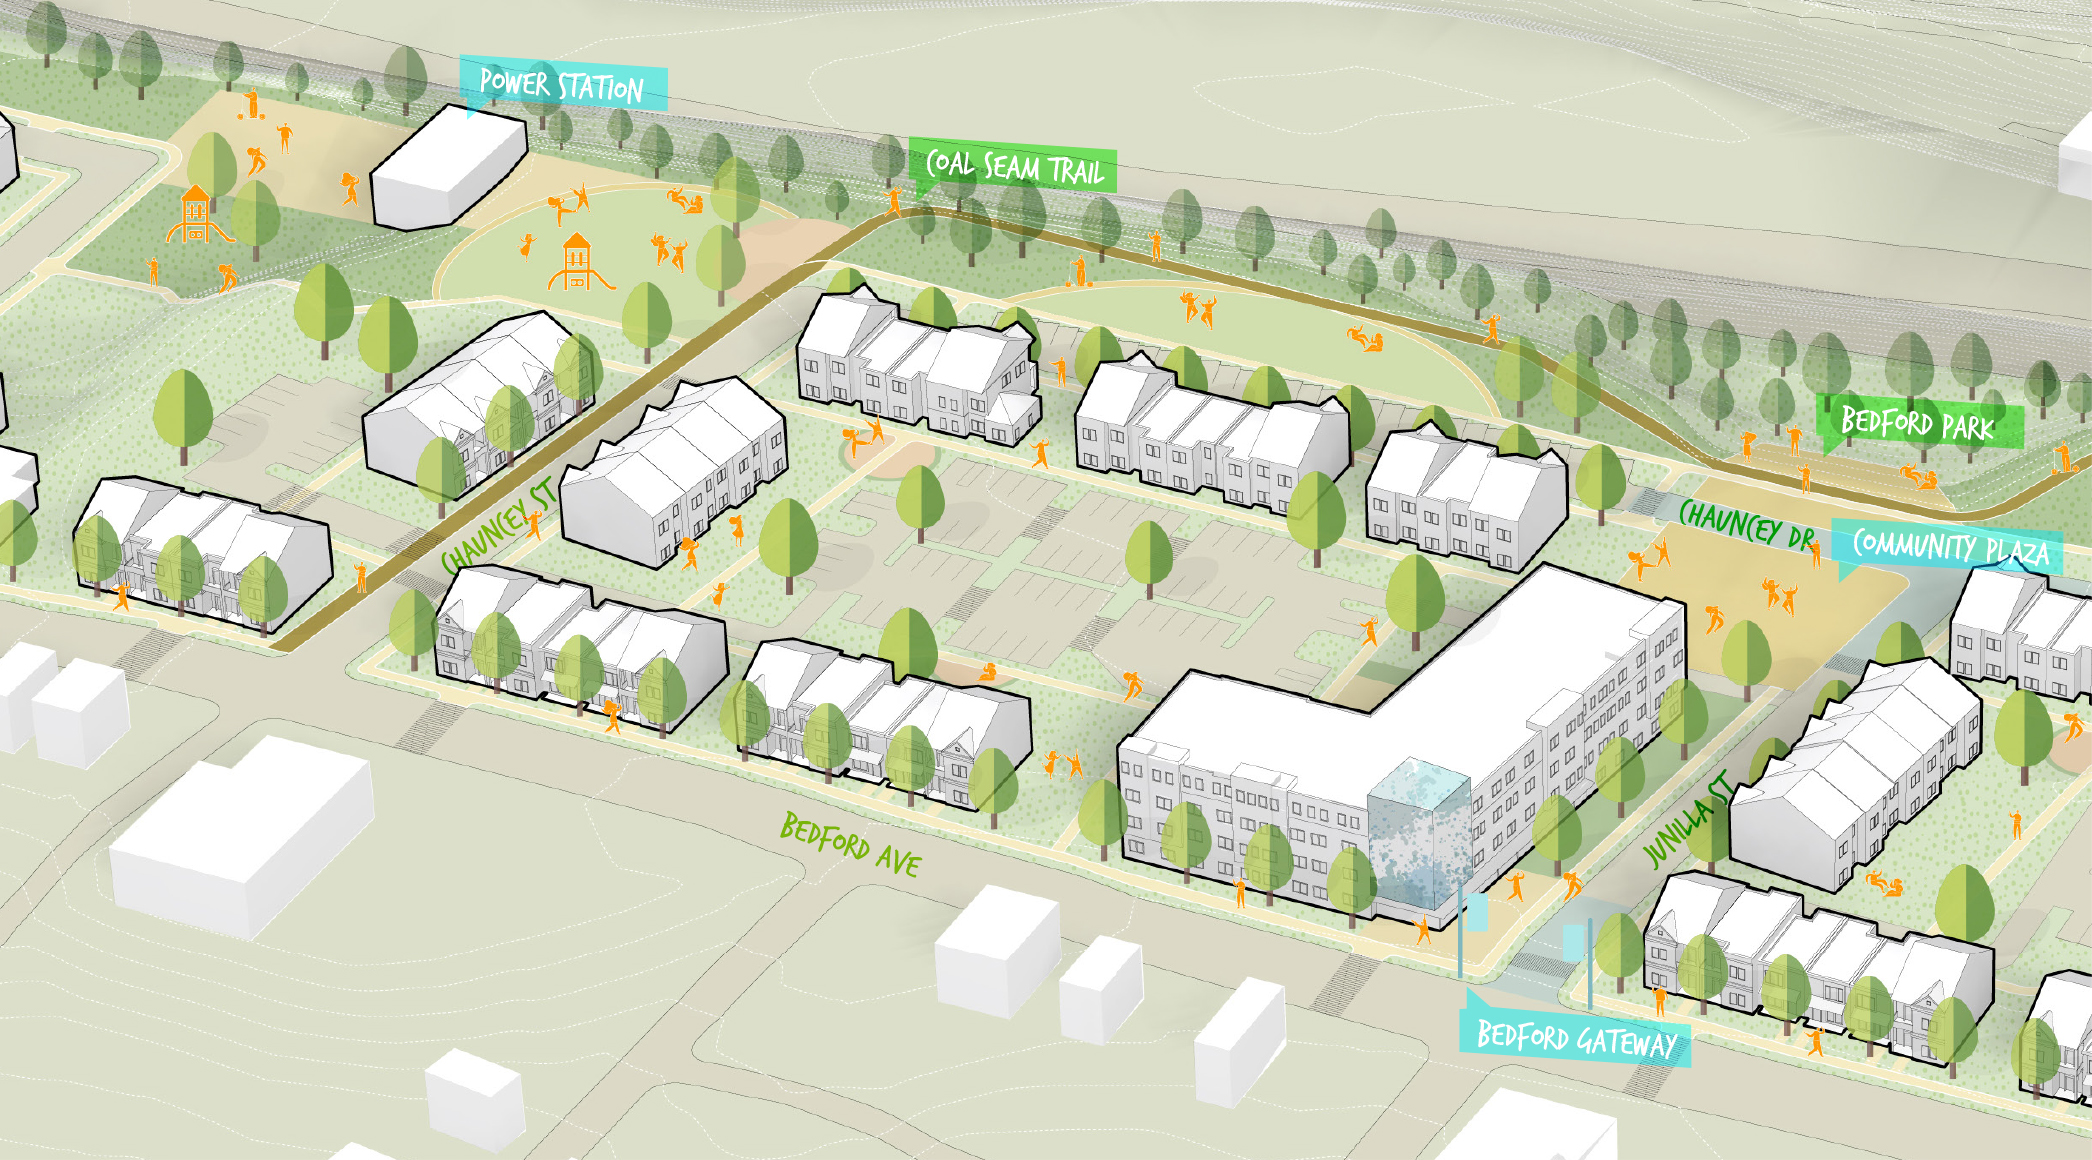 POWER STATION
COAL SEAM TRAIL
BEDFORD PARK
CHAUNCEY ST
CHAUNCEY DR
COMMUNITY PLAZA
BEDFORD AVE
JUNILLA ST
BEDFORD GATEWAY